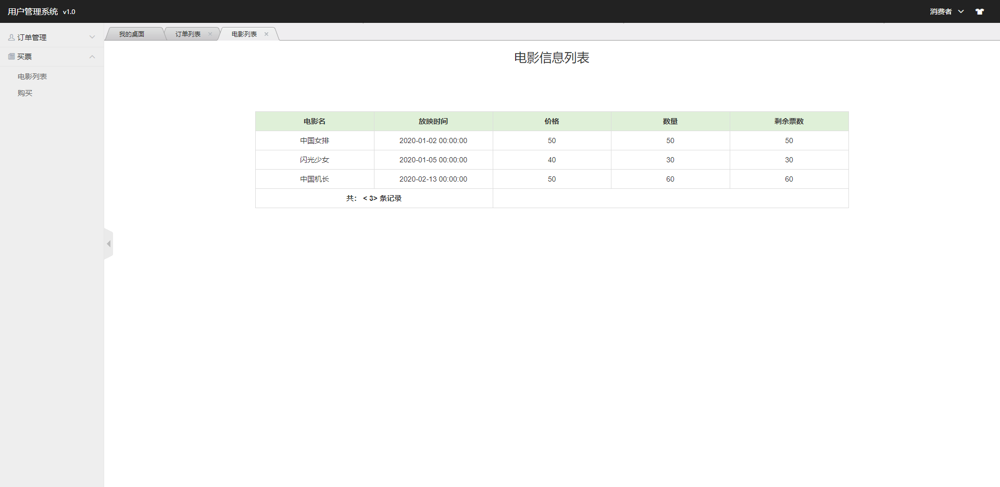 用户管理系统 v1.0
消费者
订单管理
买票
电影列表
购买
我的桌面 订单列表 电影列表
电影信息列表
电影名 放映时间 价格 数量 剩余票数
中国女排 2020-01-02 00:00:00 50 50 50
闪光少女 2020-01-05 00:00:00 40 30 30
中国机长 2020-02-13 00:00:00 50 60 60
共： < 3> 条记录